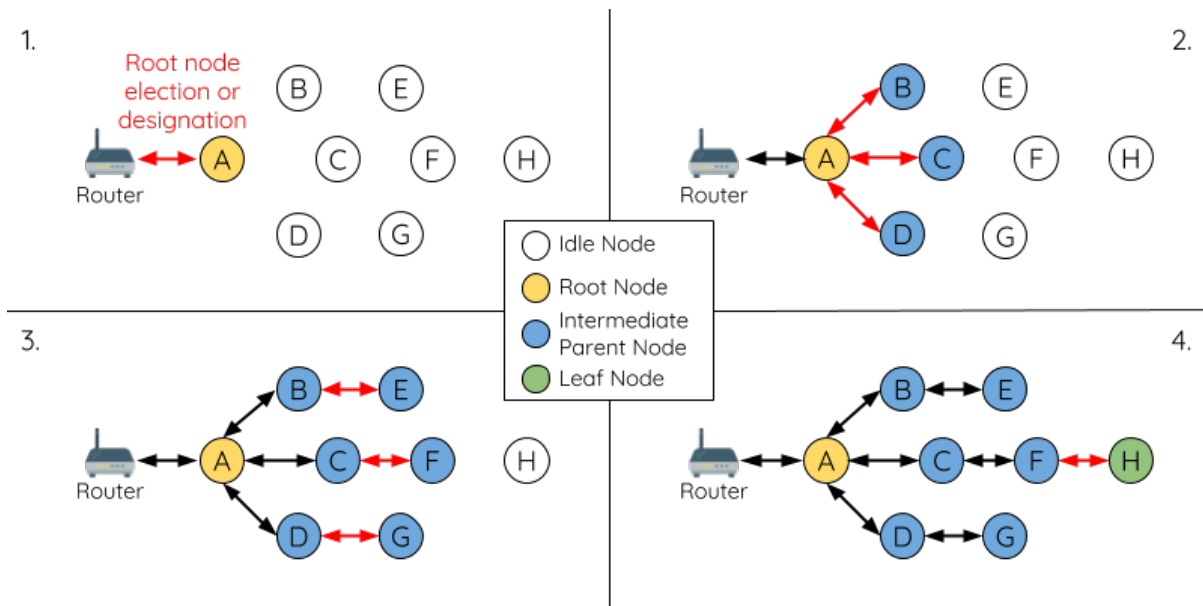 1.
Root node
election or
designation
B
E
A
C
F
H
Router
D
G
2.
B
E
A
C
F
H
Router
D
G
Idle Node
Root Node
Intermediate
Parent Node
Leaf Node
3.
B
E
A
C
F
H
Router
D
G
4.
B
E
A
C
F
H
Router
D
G